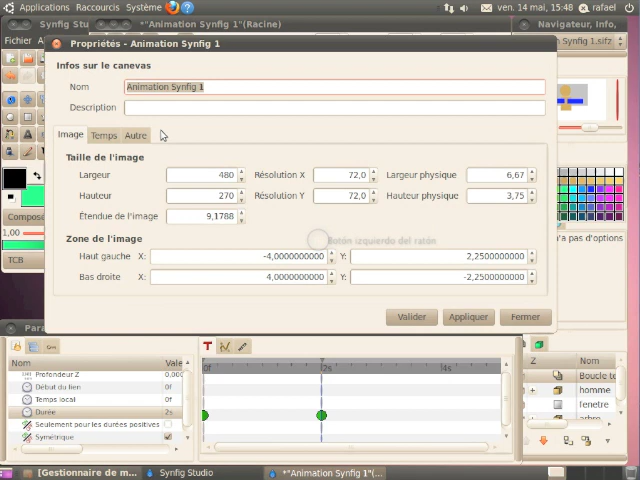 Applications Raccourcis Système ven. 14 mai, 15:48 rafael
Synfig Stu *"Animation Synfig 1"(Racine) Navigateur, Info,
Fichier Synfig 1.sifz
Propriétés - Animation Synfig 1
Infos sur le canevas
Nom Animation Synfig 1
Description
Image Temps Autre
Taille de l'image
Largeur 480 Résolution X 72,0 Largeur physique 6,67
Hauteur 270 Résolution Y 72,0 Hauteur physique 3,75
Étendue de l'image 9,1788
Zone de l'image
Botón izquierdo del ratón
Haut gauche X: -4,0000000000 Y: 2,2500000000
Bas droite X: 4,0000000000 Y: -2,2500000000
Valider Appliquer Fermer
Compos
1,00
TCB
'a pas d'options
Para
Nom Vale
Profondeur Z 0,000
Début du lien 0f
Temps local 0f
Durée 2s
Seulement pour les durées positives
Symétrique
0f 2s 4s
Z Nom
Boucle te
homme
fenetre
arbre
[Gestionnaire de m... Synfig Studio *"Animation Synfig 1"(...